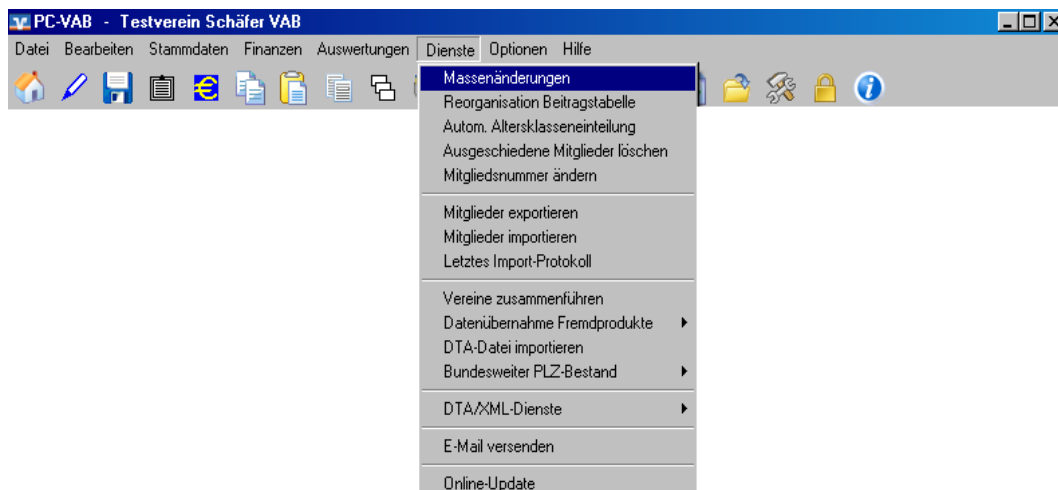 PC-VAB - Testverein Schäfer VAB
Datei Bearbeiten Stammdaten Finanzen Auswertungen Dienste Optionen Hilfe
Massenänderungen
Reorganisation Beitragstabelle
Autom. Altersklasseneinteilung
Ausgeschiedene Mitglieder löschen
Mitgliedsnummer ändern
Mitglieder exportieren
Mitglieder importieren
Letztes Import-Protokoll
Vereine zusammenführen
Datenübernahme Fremdprodukte
DTA-Datei importieren
Bundesweiter PLZ-Bestand
DTA/XML-Dienste
E-Mail versenden
Online-Update